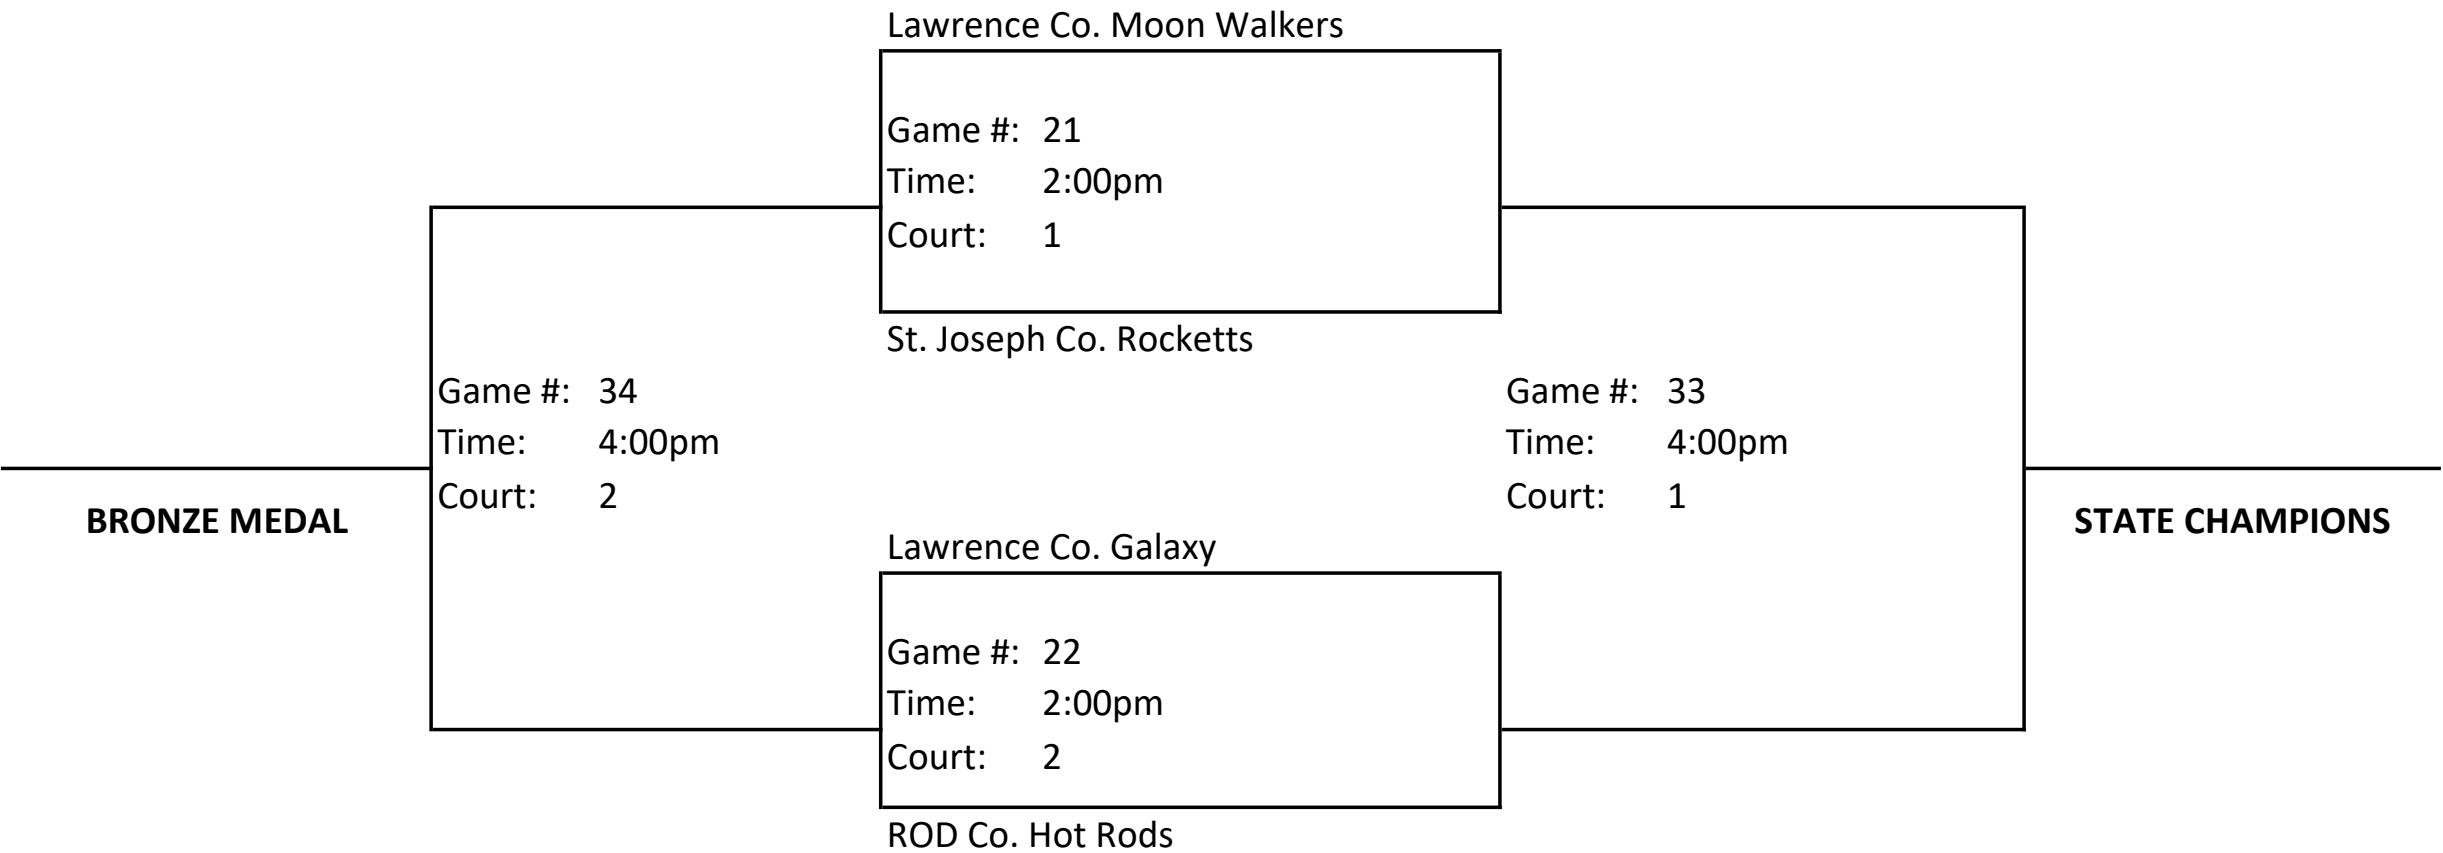 Lawrence Co. Moon Walkers
Game #: 21
Time: 2:00pm
Court: 1
St. Joseph Co. Rocketts
Game #: 34
Time: 4:00pm
Court: 2
BRONZE MEDAL
Game #: 33
Time: 4:00pm
Court: 1
STATE CHAMPIONS
Lawrence Co. Galaxy
Game #: 22
Time: 2:00pm
Court: 2
ROD Co. Hot Rods